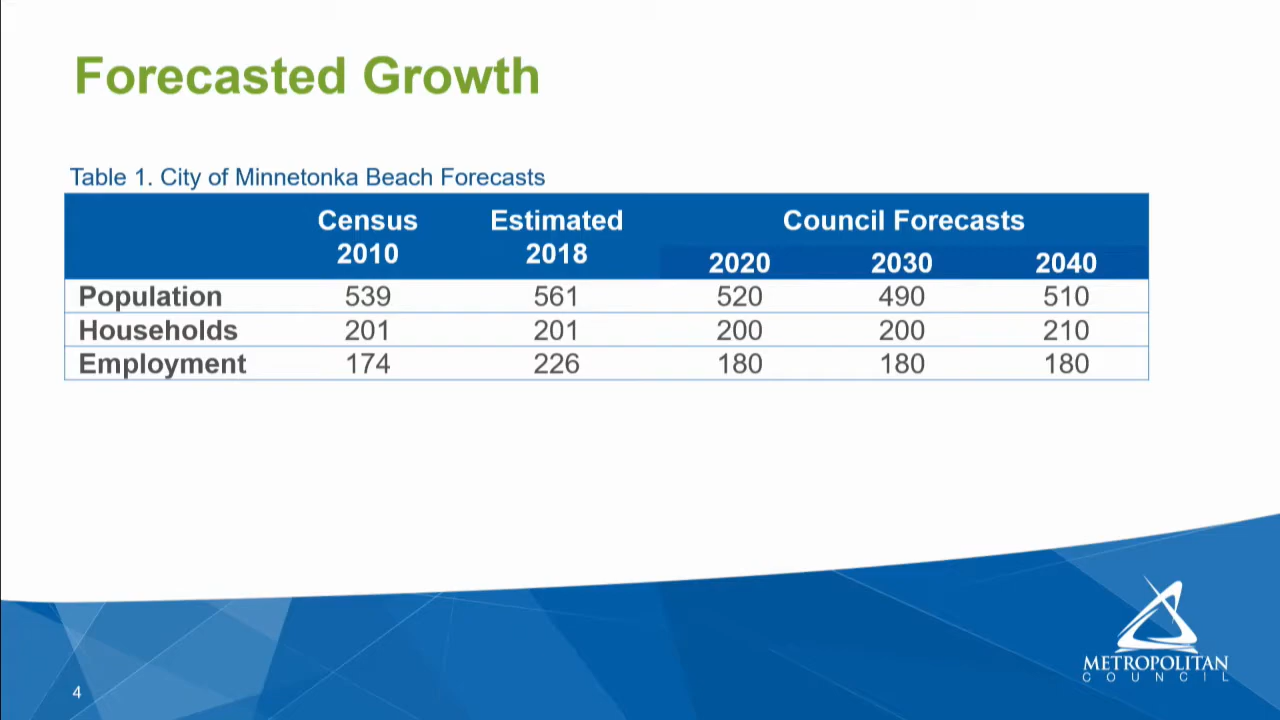 Forecasted Growth
Table 1. City of Minnetonka Beach Forecasts
Census 2010 Estimated 2018 Council Forecasts
2020 2030 2040
Population 539 561 520 490 510
Households 201 201 200 200 210
Employment 174 226 180 180 180
METROPOLITAN
COUNCIL
4